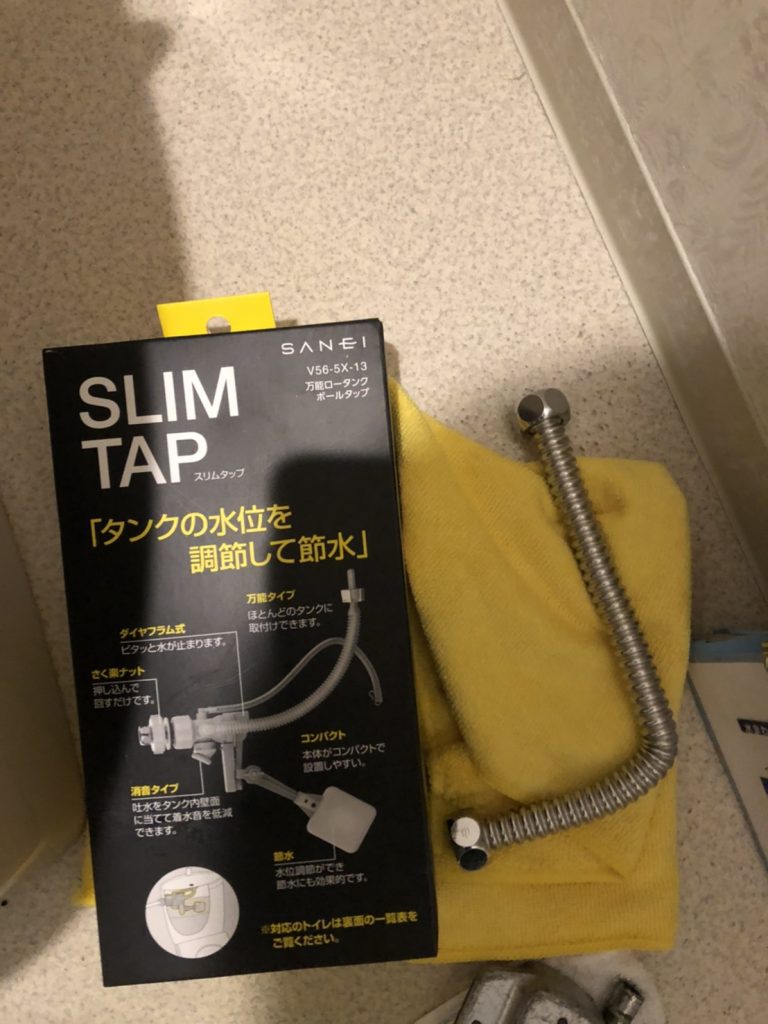 SANEI
V56-5X-13
万能ロータンク
ボールタップ
SLIM
TAP
スリムタップ
「タンクの水位を
調節して節水」
万能タイプ
ほとんどのタンクに
取付けできます。
ダイヤフラム式
ピタッと水が止まります。
さく楽ナット
押し込んで
回すだけです。
コンパクト
本体がコンパクトで
設置しやすい。
消音タイプ
吐水をタンク内壁面
に当てて着水音を低減
できます。
節水
水位調節ができ
節水にも効果的です。
※対応のトイレは裏面の一覧表を
ご覧ください。